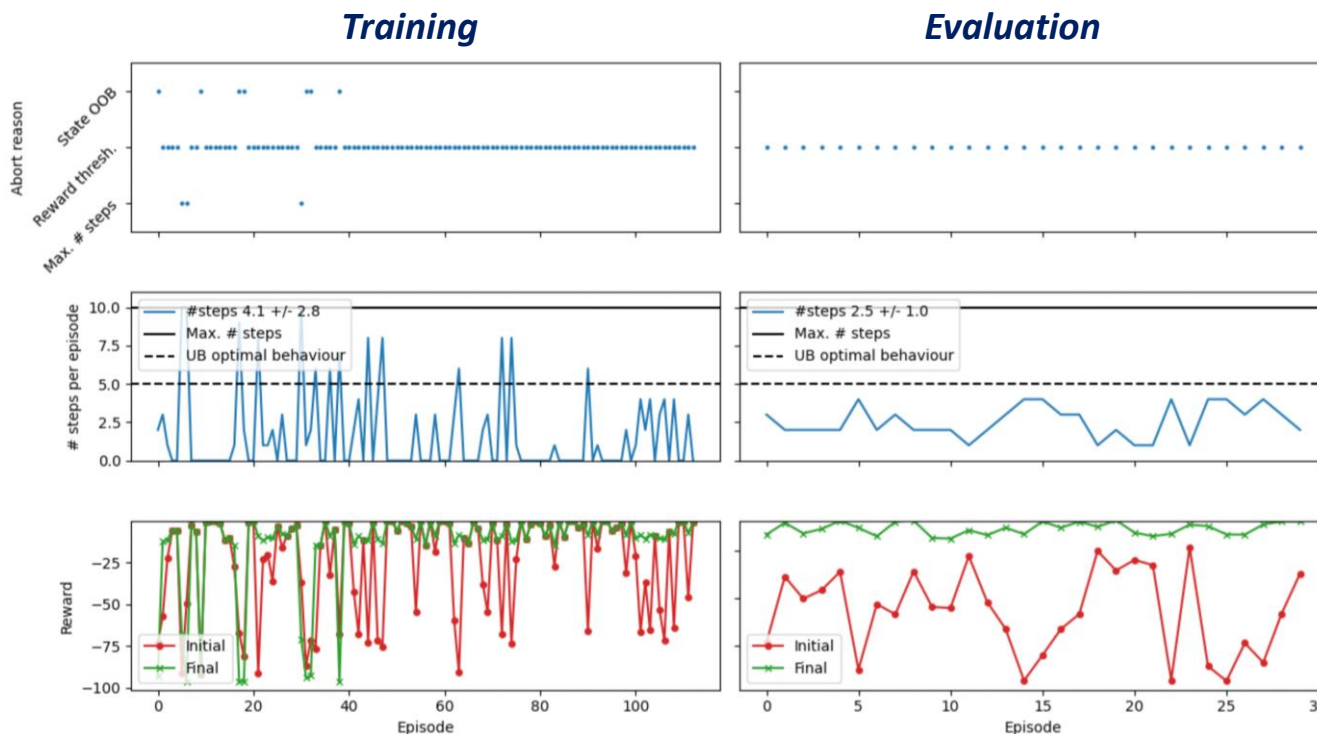 Training
Evaluation
Abort reason
State OOB
Reward thresh.
Max. # steps
# steps per episode
10.0
7.5
5.0
2.5
0.0
#steps 4.1 +/- 2.8
Max. # steps
UB optimal behaviour
#steps 2.5 +/- 1.0
Max. # steps
UB optimal behaviour
Reward
−25
−50
−75
−100
Initial
Final
Initial
Final
0 20 40 60 80 100
Episode
0 5 10 15 20 25
Episode